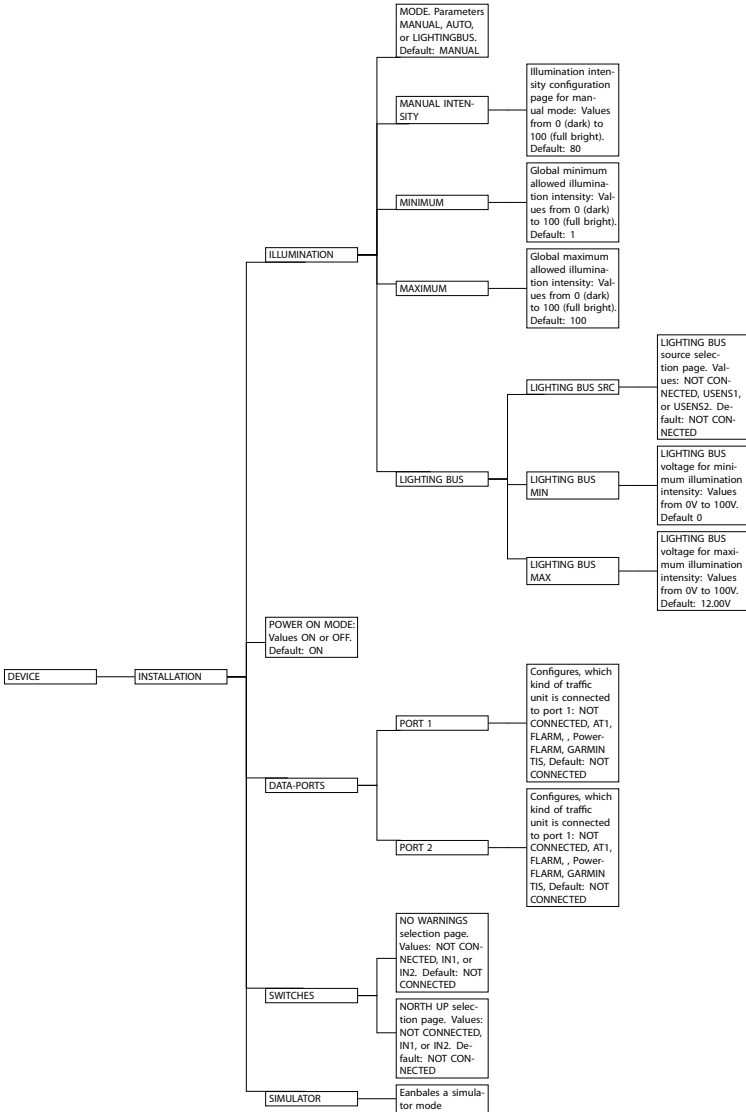 MODE. Parameters
MANUAL, AUTO,
or LIGHTINGBUS.
Default: MANUAL
MANUAL INTEN-
SITY
Illumination inten-
sity configuration
page for man-
ual mode: Values
from 0 (dark) to
100 (full bright).
Default: 80
MINIMUM
Global minimum
allowed illumina-
tion intensity: Val-
ues from 0 (dark)
to 100 (full bright).
Default: 1
ILLUMINATION
MAXIMUM
Global maximum
allowed illumina-
tion intensity: Val-
ues from 0 (dark)
to 100 (full bright).
Default: 100
LIGHTING BUS
LIGHTING BUS SRC
LIGHTING BUS
source selec-
tion page. Val-
ues: NOT CON-
NECTED, USENS1,
or USENS2. De-
fault: NOT CON-
NECTED
LIGHTING BUS
MIN
LIGHTING BUS
voltage for mini-
mum illumination
intensity: Values
from 0V to 100V.
Default 0
LIGHTING BUS
MAX
LIGHTING BUS
voltage for maxi-
mum illumination
intensity: Values
from 0V to 100V.
Default: 12.00V
POWER ON MODE:
Values ON or OFF.
Default: ON
DEVICE
INSTALLATION
DATA-PORTS
PORT 1
Configures, which
kind of traffic
unit is connected
to port 1: NOT
CONNECTED, AT1,
FLARM, , Power-
FLARM, GARMIN
TIS, Default: NOT
CONNECTED
PORT 2
Configures, which
kind of traffic
unit is connected
to port 1: NOT
CONNECTED, AT1,
FLARM, , Power-
FLARM, GARMIN
TIS, Default: NOT
CONNECTED
SWITCHES
NO WARNINGS
selection page.
Values: NOT CON-
NECTED, IN1, or
IN2. Default: NOT
CONNECTED
NORTH UP selec-
tion page. Values:
NOT CONNECTED,
IN1, or IN2. De-
fault: NOT CON-
NECTED
SIMULATOR
Eanbales a simula-
tor mode